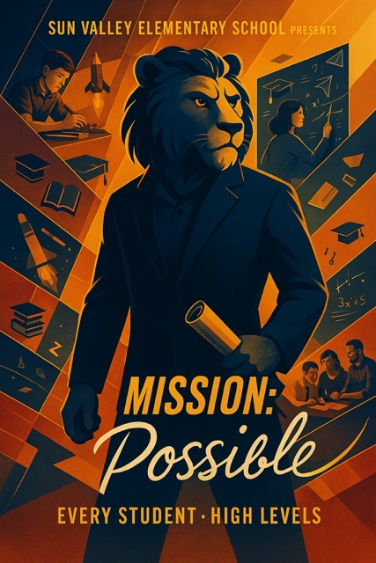 SUN VALLEY ELEMENTARY SCHOOL PRESENTS
MISSION:
Possible
EVERY STUDENT · HIGH LEVELS